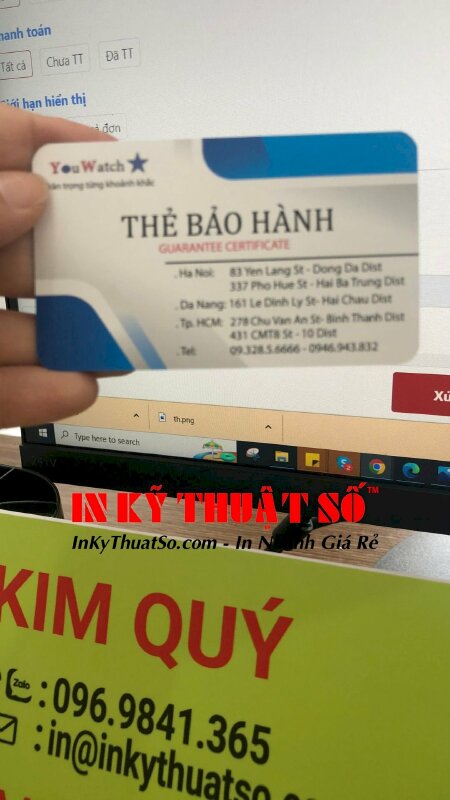 hanh toán
Tất cả
Chưa TT
Đã TT
Giới hạn hiển thị
đơn
YouWatch
trọng từng khoảnh khắc
THẺ BẢO HÀNH
GUARANTEE CERTIFICATE
. Ha Noi: 83 Yen Lang St - Dong Da Dist
337 Pho Hue St - Hai Ba Trung Dist
. Da Nang: 161 Le Dinh Ly St- Hai Chau Dist
. Tp. HCM: 278 Chu Van An St- Binh Thanh Dist
431 CMT8 St - 10 Dist
. Tel: 09.328.5.6666 - 0946.943.832
Xử
th.png
Type here to search
IN KỸ THUẬT SỐ™
InKyThuatSo.com - In Nhanh Giá Rẻ
KIM QUÝ
Zalo : 096.9841.365
: in@inkythuatso.com